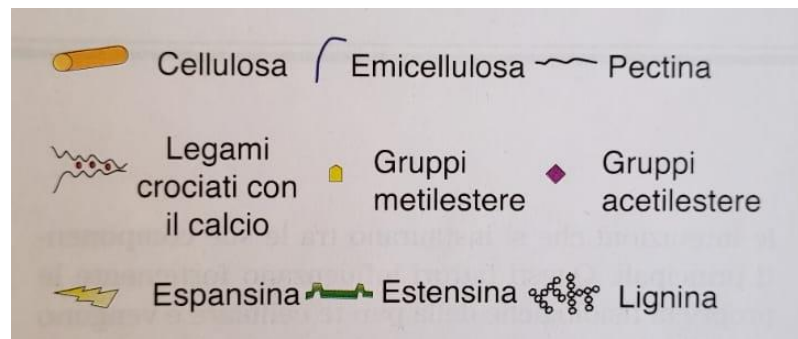 Cellulosa
Emicellulosa
Pectina
Legami
crociati con
il calcio
Gruppi
metilestere
Gruppi
acetilestere
Espansina
Estensina
Lignina